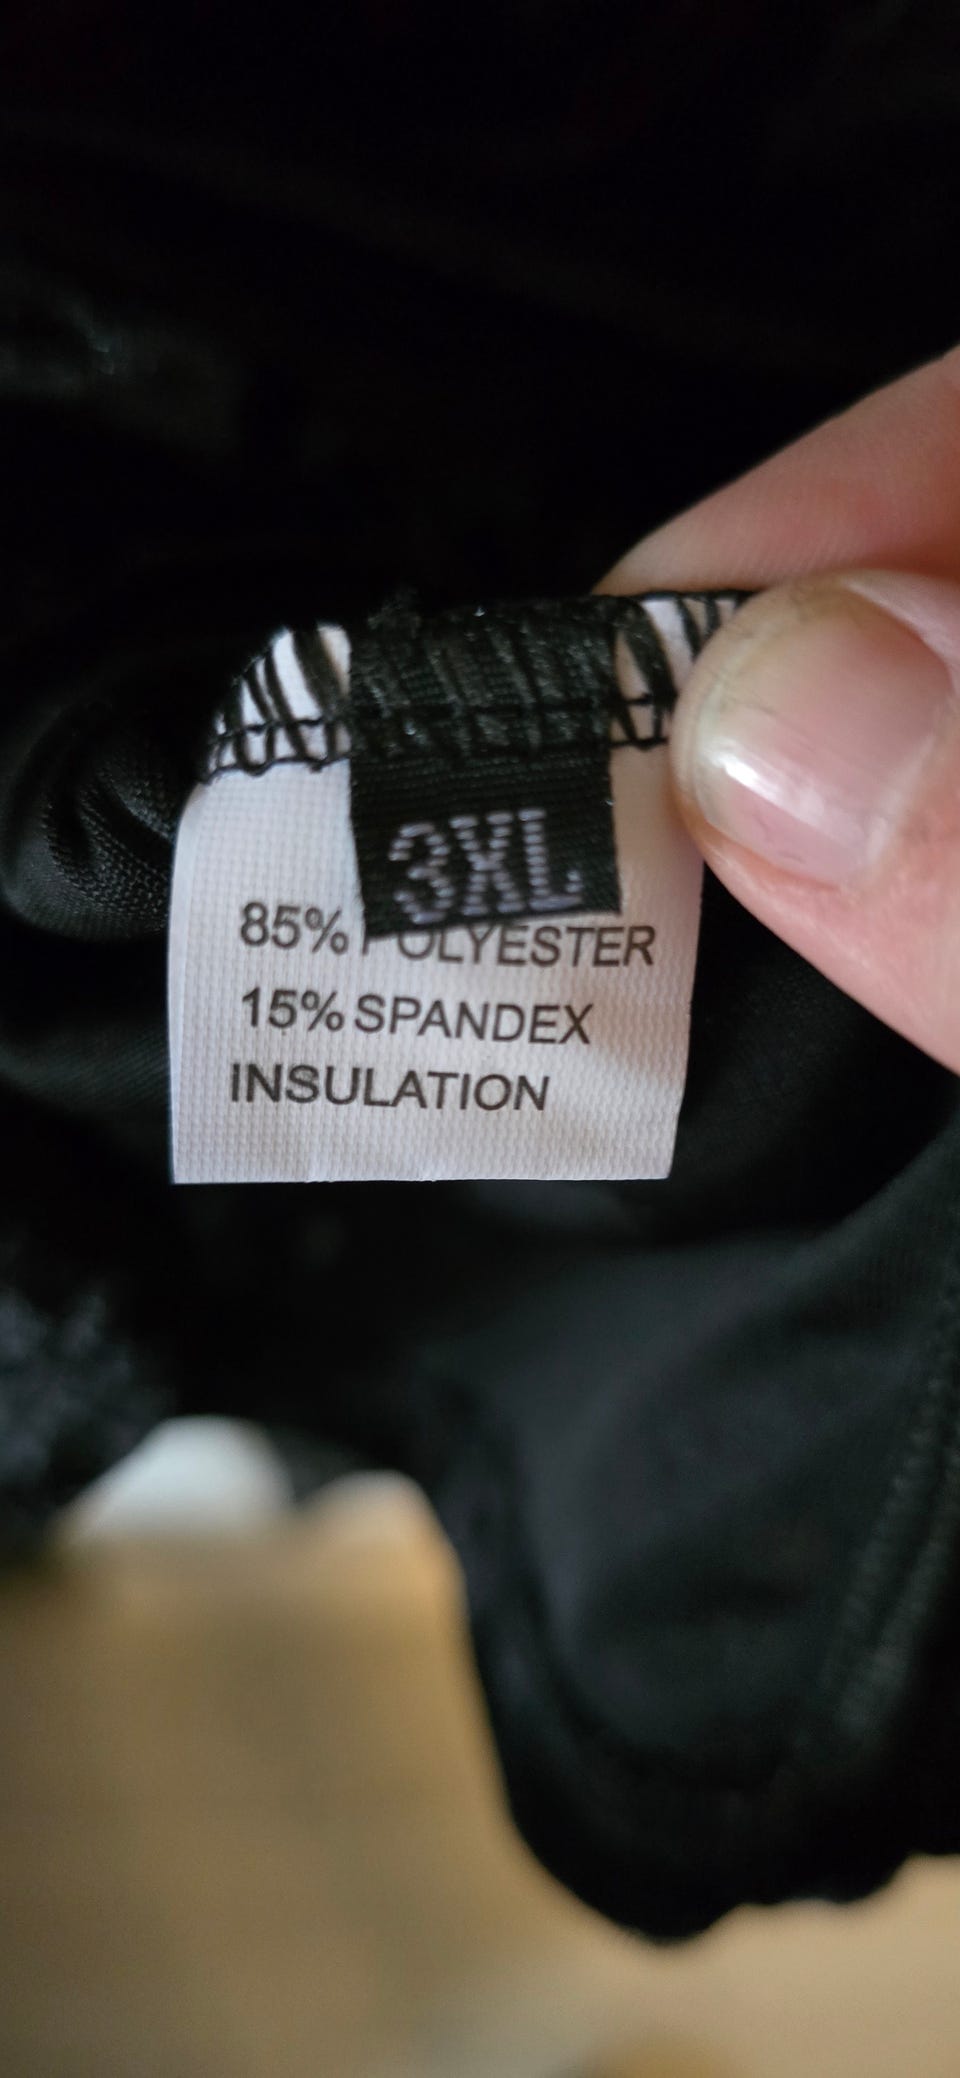 3XL
85% POLYESTER
15% SPANDEX
INSULATION